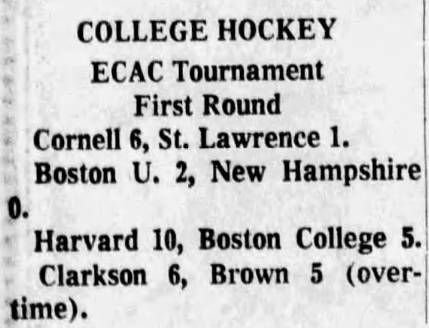 COLLEGE HOCKEY
ECAC Tournament
First Round
Cornell 6, St. Lawrence 1.
Boston U. 2, New Hampshire
0.
Harvard 10, Boston College 5.
Clarkson 6, Brown 5 (over-
time).